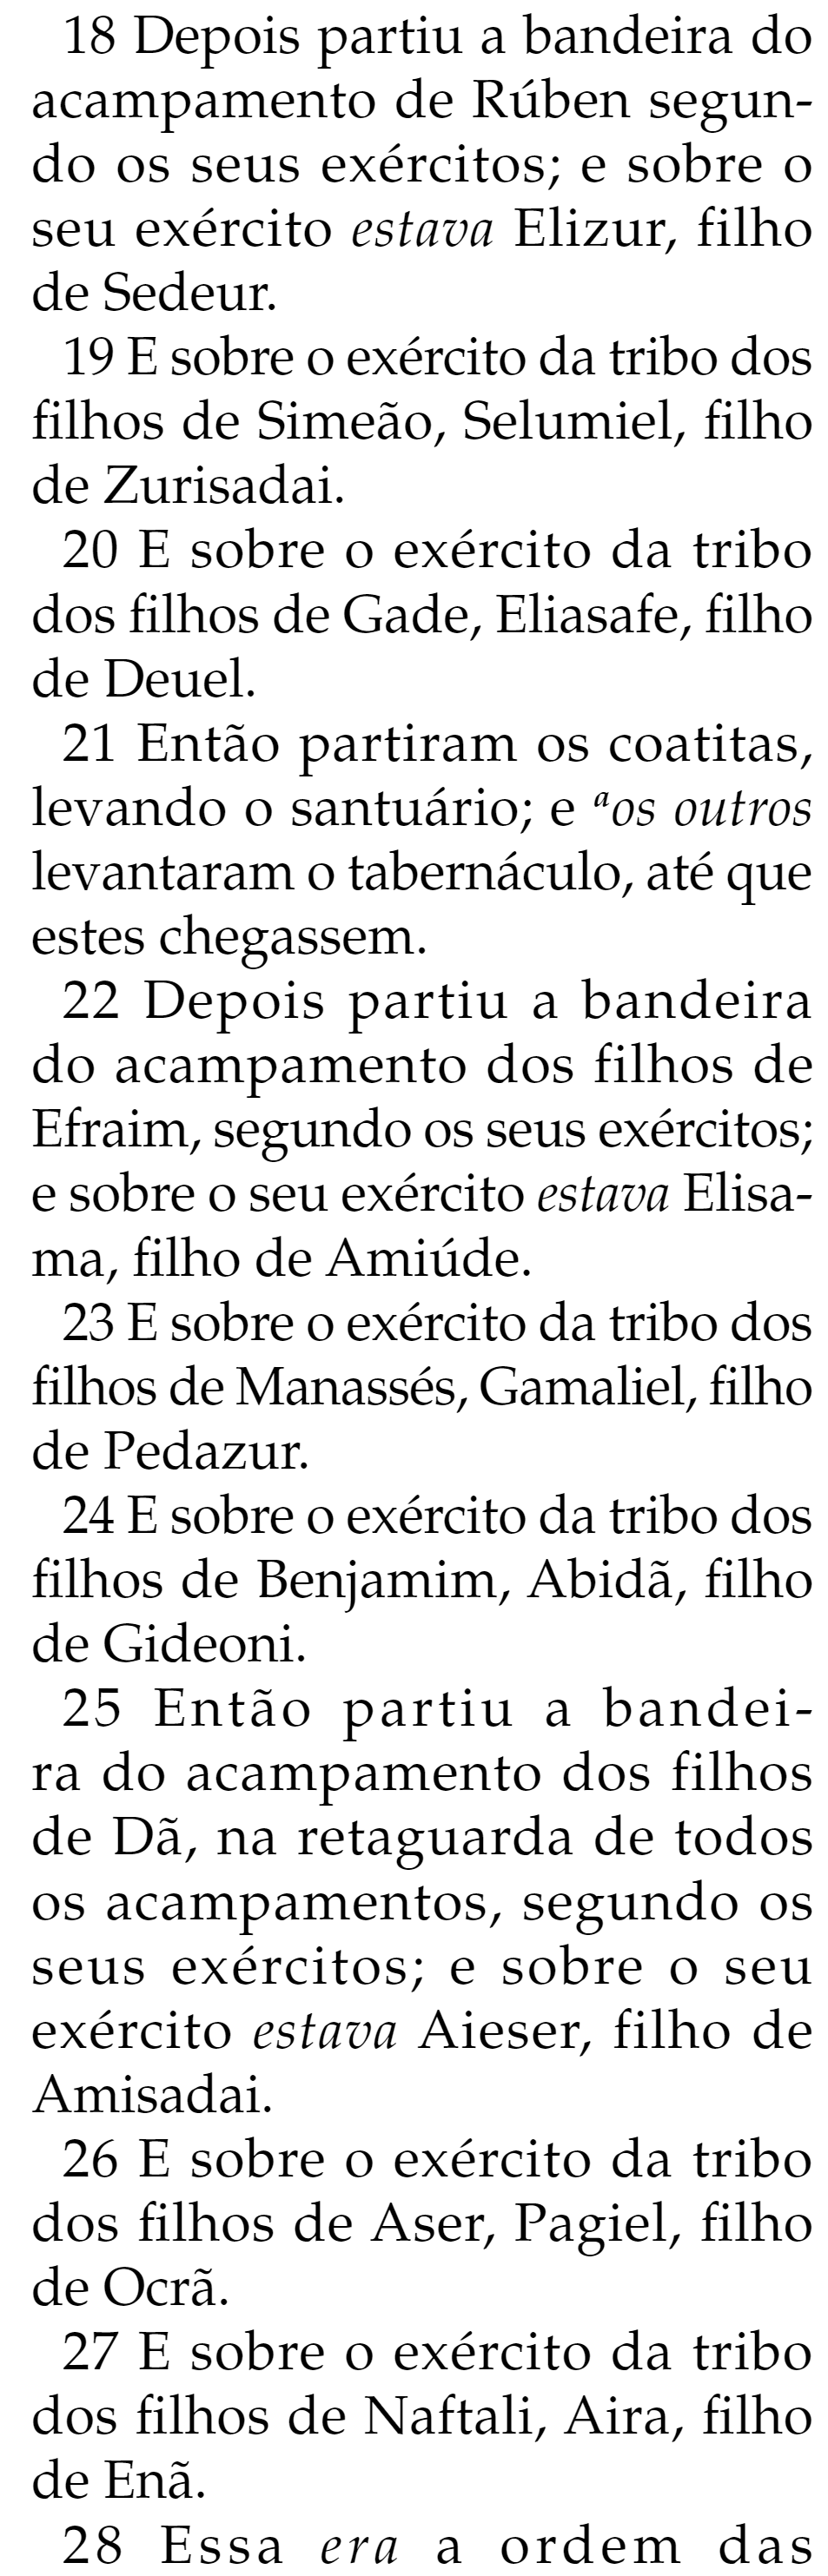 18 Depois partiu a bandeira do
acampamento de Rúben segun-
do os seus exércitos; e sobre o
seu exército estava Elizur, filho
de Sedeur.
19 E sobre o exército da tribo dos
filhos de Simeão, Selumiel, filho
de Zurisadai.
20 E sobre o exército da tribo
dos filhos de Gade, Eliasafe, filho
de Deuel.
21 Então partiram os coatitas,
levando o santuário; e ᵃos outros
levantaram o tabernáculo, até que
estes chegassem.
22 Depois partiu a bandeira
do acampamento dos filhos de
Efraim, segundo os seus exércitos;
e sobre o seu exército estava Elisa-
ma, filho de Amiúde.
23 E sobre o exército da tribo dos
filhos de Manassés, Gamaliel, filho
de Pedazur.
24 E sobre o exército da tribo dos
filhos de Benjamim, Abidã, filho
de Gideoni.
25 Então partiu a bandei-
ra do acampamento dos filhos
de Dã, na retaguarda de todos
os acampamentos, segundo os
seus exércitos; e sobre o seu
exército estava Aieser, filho de
Amisadai.
26 E sobre o exército da tribo
dos filhos de Aser, Pagiel, filho
de Ocrã.
27 E sobre o exército da tribo
dos filhos de Naftali, Aira, filho
de Enã.
28 Essa era a ordem das